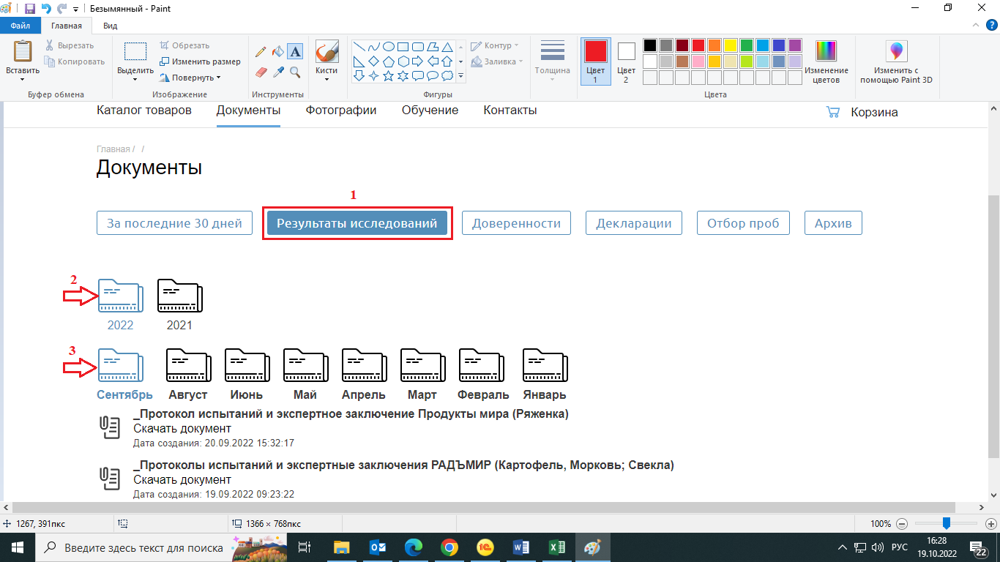 Безымянный - Paint
Файл Главная Вид
Вставить
Вырезать
Копировать
Буфер обмена
Выделить
Обрезать
Изменить размер
Повернуть
Изображение
A
Инструменты
Кисти
Контур
Заливка
Фигуры
Толщина
Цвет 1
Цвет 2
Изменение цветов
Цвета
Изменить с помощью Paint 3D
Каталог товаров Документы Фотографии Обучение Контакты Корзина
Главная / /
Документы
1
За последние 30 дней Результаты исследований Доверенности Декларации Отбор проб Архив
2
2022 2021
3
Сентябрь Август Июнь Май Апрель Март Февраль Январь
_Протокол испытаний и экспертное заключение Продукты мира (Ряженка)
Скачать документ
Дата создания: 20.09.2022 15:32:17
_Протоколы испытаний и экспертные заключения РАДЪМИР (Картофель, Морковь; Свекла)
Скачать документ
Дата создания: 19.09.2022 09:23:22
1267, 391пкс 1366 × 768пкс 100%
Введите здесь текст для поиска
РУС
16:28
19.10.2022
22